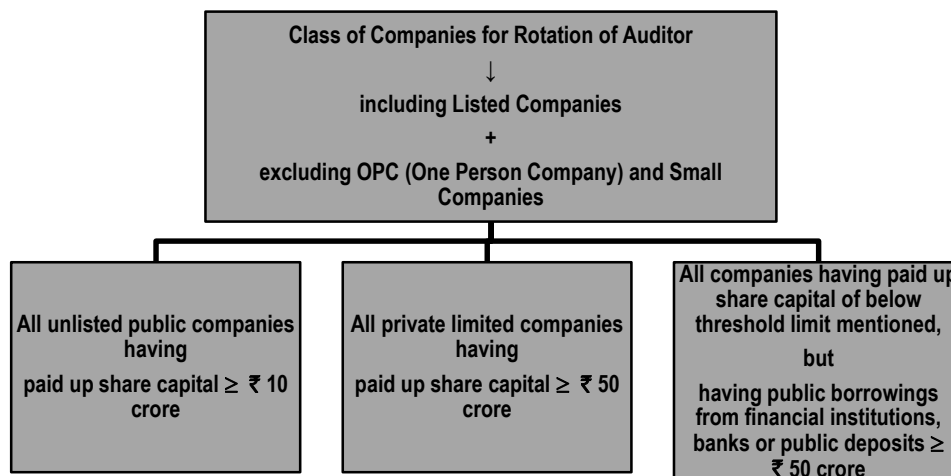 Class of Companies for Rotation of Auditor
↓
including Listed Companies
+
excluding OPC (One Person Company) and Small
Companies
All unlisted public companies
having
paid up share capital ≥ ₹ 10
crore
All private limited companies
having
paid up share capital ≥ ₹ 50
crore
All companies having paid up
share capital of below
threshold limit mentioned,
but
having public borrowings
from financial institutions,
banks or public deposits ≥
₹ 50 crore